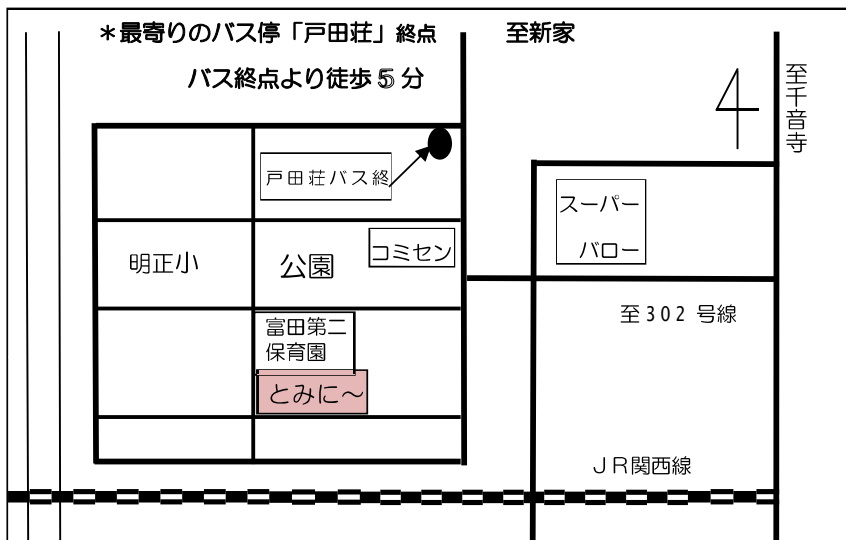 ＊最寄りのバス停「戸田荘」終点
バス終点より徒歩５分
至新家
至千音寺
戸田荘バス終
スーパー
バロー
明正小
公園
コミセン
至302 号線
富田第二
保育園
とみに～
ＪＲ関西線